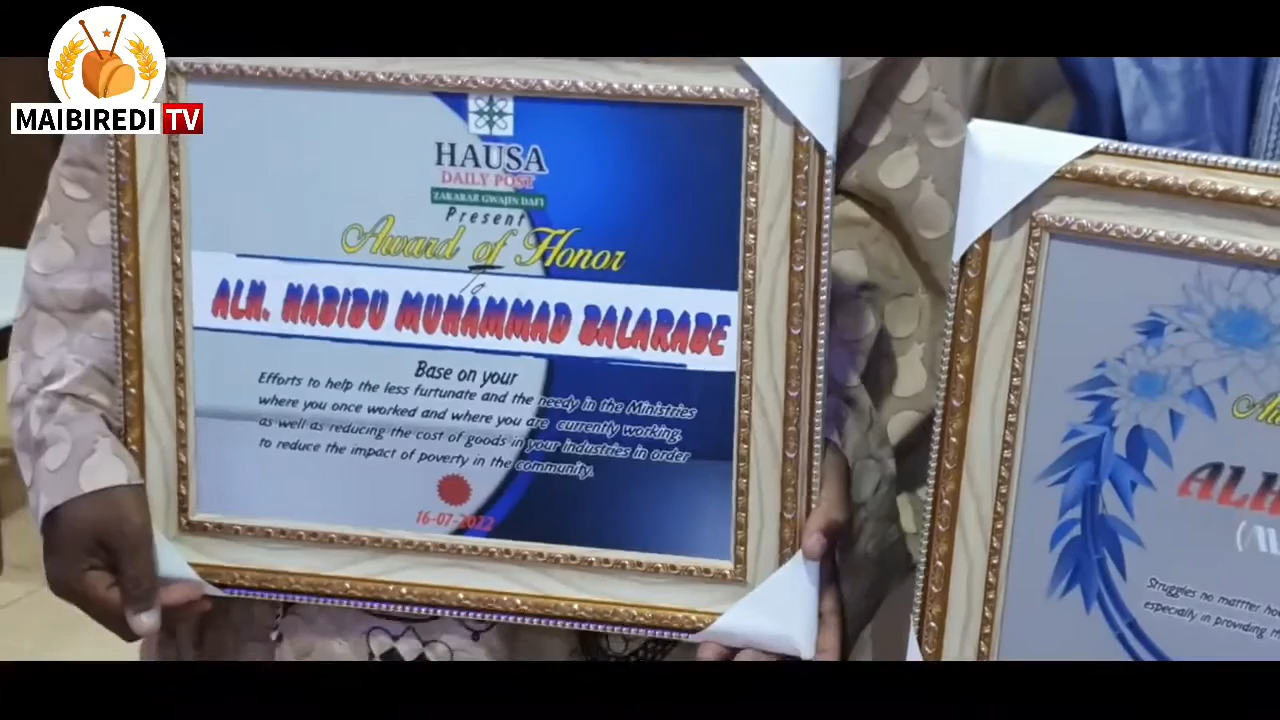 MAIBIREDI TV
HAUSA
DAILY POST
ZAKARAR GWAJIN DAFI
Present
Award of Honor
To
ALH. HABIBU MUHAMMAD BALARABE
Base on your
Efforts to help the less furtunate and the needy in the Ministries
where you once worked and where you are currently working.
as well as reducing the cost of goods in your industries in order
to reduce the impact of poverty in the community.
16-07-2022
ALH
Struggles no martter
especially in providing